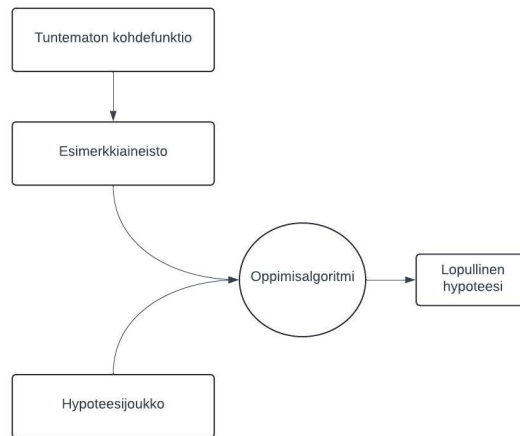 Tuntematon kohdefunktio
Esimerkkiaineisto
Oppimisalgoritmi
Lopullinen
hypoteesi
Hypoteesijoukko